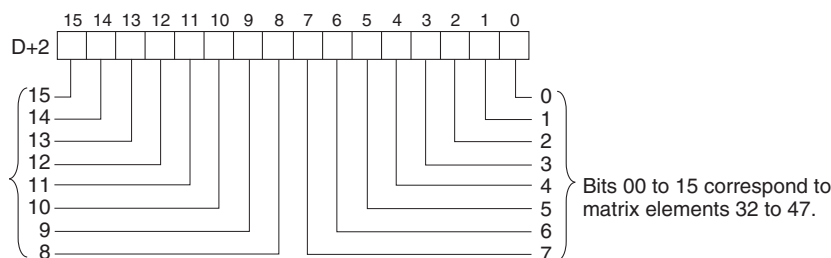 15 14 13 12 11 10 9 8 7 6 5 4 3 2 1 0
D+2
15 0
14 1
13 2
12 3
11 4
10 5
9 6
8 7
Bits 00 to 15 correspond to
matrix elements 32 to 47.